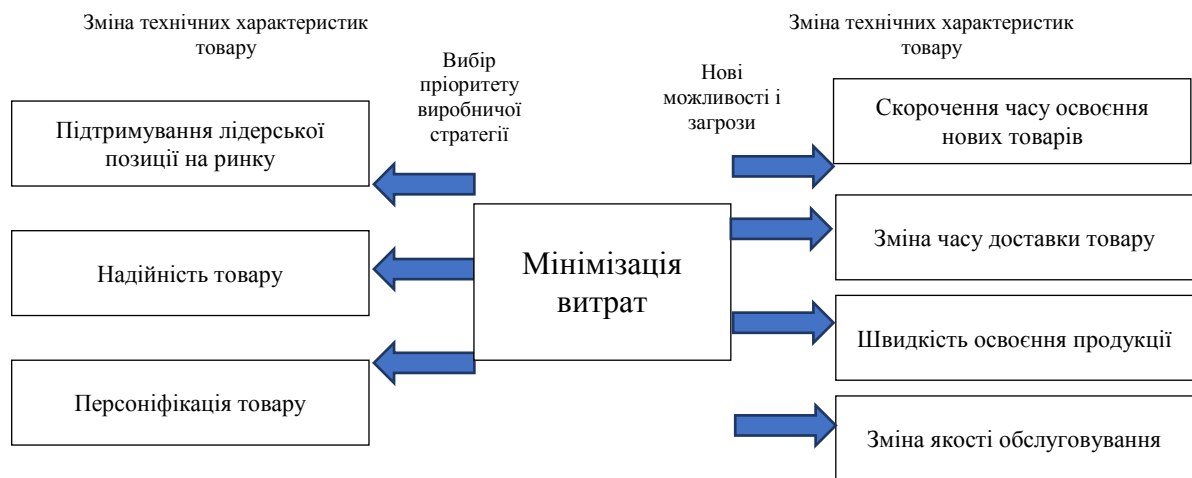 Зміна технічних характеристик
товару
Вибір
пріоритету
виробничої
стратегії
Підтримування лідерської
позиції на ринку
Надійність товару
Персоніфікація товару
Мінімізація
витрат
Нові
можливості і
загрози
Зміна технічних характеристик
товару
Скорочення часу освоєння
нових товарів
Зміна часу доставки товару
Швидкість освоєння продукції
Зміна якості обслуговування